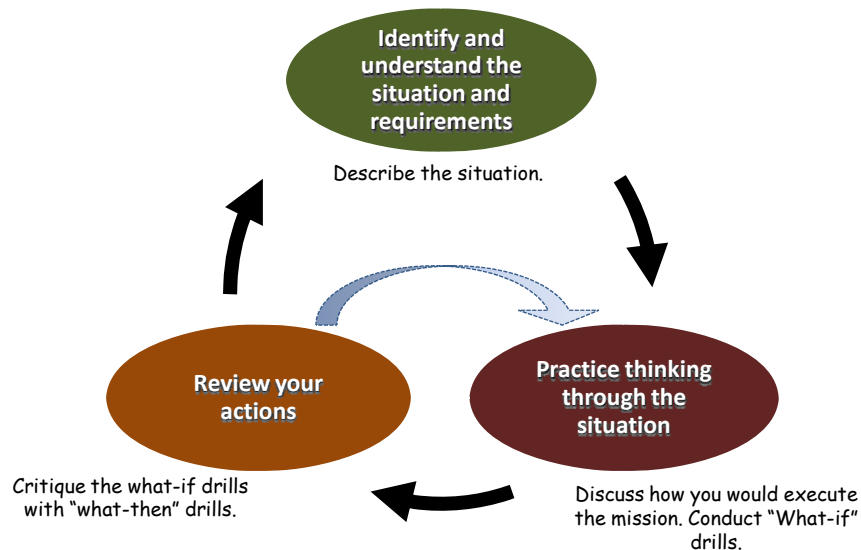 Identify and
understand the
situation and
requirements
Describe the situation.
Practice thinking
through the
situation
Discuss how you would execute
the mission. Conduct “What-if”
drills.
Review your
actions
Critique the what-if drills
with “what-then” drills.